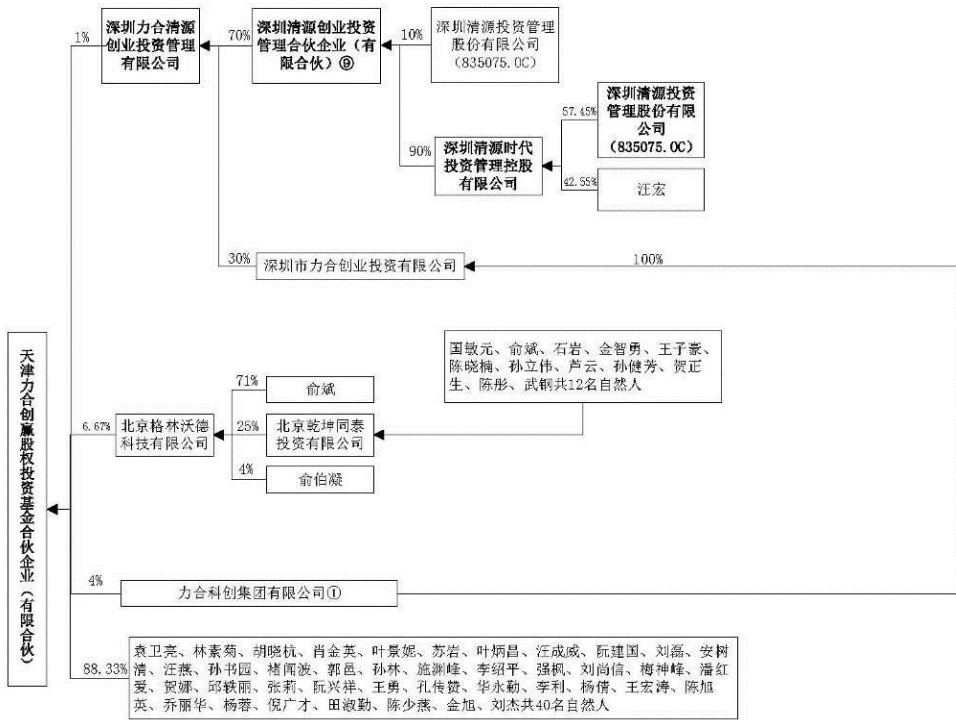 1%
深圳力合清源
创业投资管理
有限公司
70%
深圳清源创业投资
管理合伙企业（有
限合伙）⑨
10%
深圳清源投资管理
股份有限公司
（835075.OC）
90%
深圳清源时代
投资管理控股
有限公司
57.45%
深圳清源投资
管理股份有限
公司
（835075.OC）
42.55%
汪宏
30%
深圳市力合创业投资有限公司
100%
天津力合创赢股权投资基金合伙企业（有限合伙）
6.67%
北京格林沃德
科技有限公司
71%
俞斌
25%
北京乾坤同泰
投资有限公司
4%
俞伯凝
国敏元、俞斌、石岩、金智勇、王子豪、
陈晓楠、孙立伟、芦云、孙健芳、贺正
生、陈彤、武钢共12名自然人
4%
力合科创集团有限公司①
88.33%
袁卫亮、林素菊、胡晓杭、肖金英、叶景妮、苏岩、叶炳昌、汪成威、阮建国、刘磊、安树
清、汪燕、孙书园、楮闻波、郭邑、孙林、施渊峰、李绍平、强枫、刘尚信、梅神峰、潘红
爱、贺娜、邱轶丽、张莉、阮兴祥、王勇、孔传赟、华永勤、李利、杨倩、王宏涛、陈旭
英、乔丽华、杨蓉、倪广才、田淑勤、陈少燕、金旭、刘杰共40名自然人